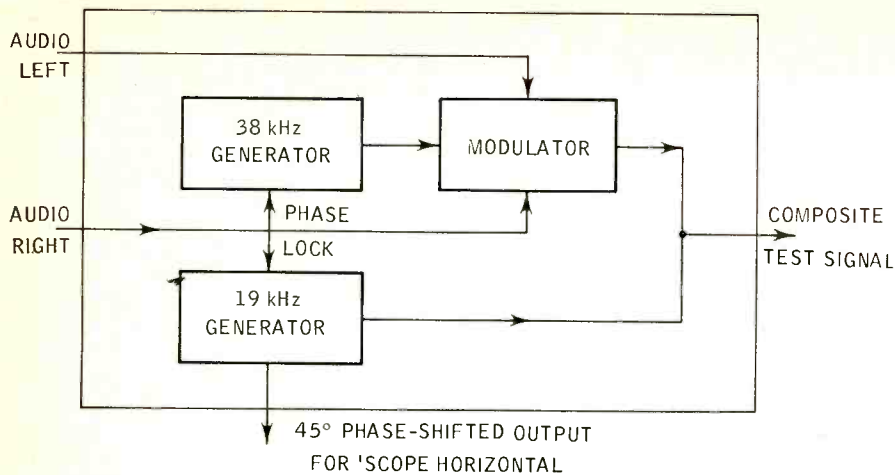 AUDIO
LEFT
38 kHz
GENERATOR
MODULATOR
AUDIO
RIGHT
PHASE
LOCK
COMPOSITE
TEST SIGNAL
19 kHz
GENERATOR
45° PHASE-SHIFTED OUTPUT
FOR 'SCOPE HORIZONTAL